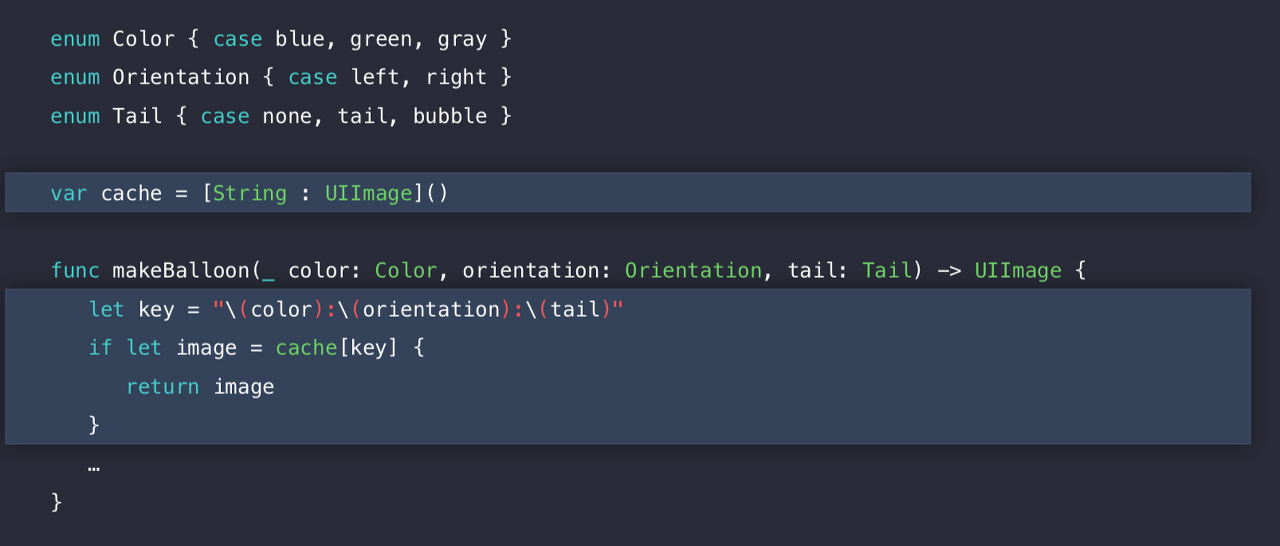 enum Color { case blue, green, gray }
enum Orientation { case left, right }
enum Tail { case none, tail, bubble }
var cache = [String : UIImage]()
func makeBalloon(_ color: Color, orientation: Orientation, tail: Tail) -> UIImage {
let key = "\(color):\(orientation):\(tail)"
if let image = cache[key] {
return image
}
…
}